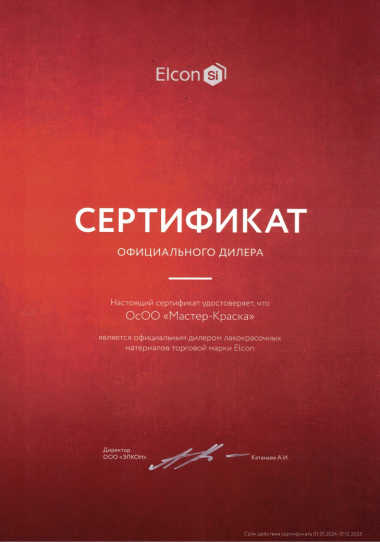 Elcon Si
СЕРТИФИКАТ
ОФИЦИАЛЬНОГО ДИЛЕРА
Настоящий сертификат удостоверяет, что
ОсОО «Мастер-Краска»
является официальным дилером лакокрасочных
материалов торговой марки Elcon
Директор
ООО «ЭЛКОН»
Катанаев А.И.
Срок действия сертификата 01.01.2024-31.12.2025